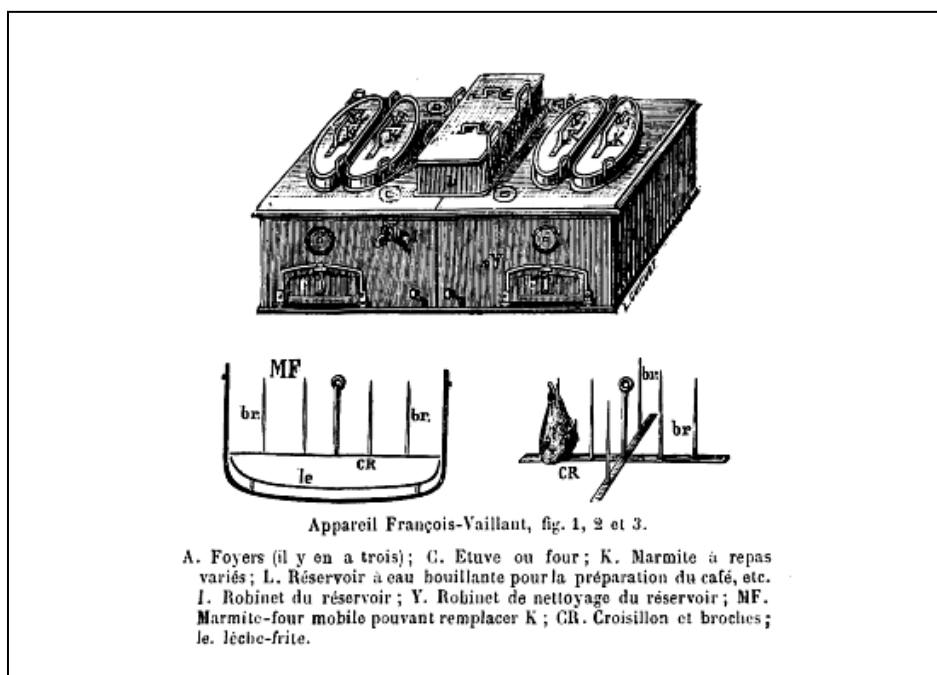 K
K
L
K
K
Y
L. GUIGUET
MF
br.
br.
CR
le
br.
br
CR
Appareil François-Vaillant, fig. 1, 2 et 3.
A. Foyers (il y en a trois) ; C. Etuve ou four ; K. Marmite à repas
variés ; L. Réservoir à eau bouillante pour la préparation du café, etc.
I. Robinet du réservoir ; Y. Robinet de nettoyage du réservoir ; MF.
Marmite-four mobile pouvant remplacer K ; CR. Croisillon et broches ;
le. lèche-frite.